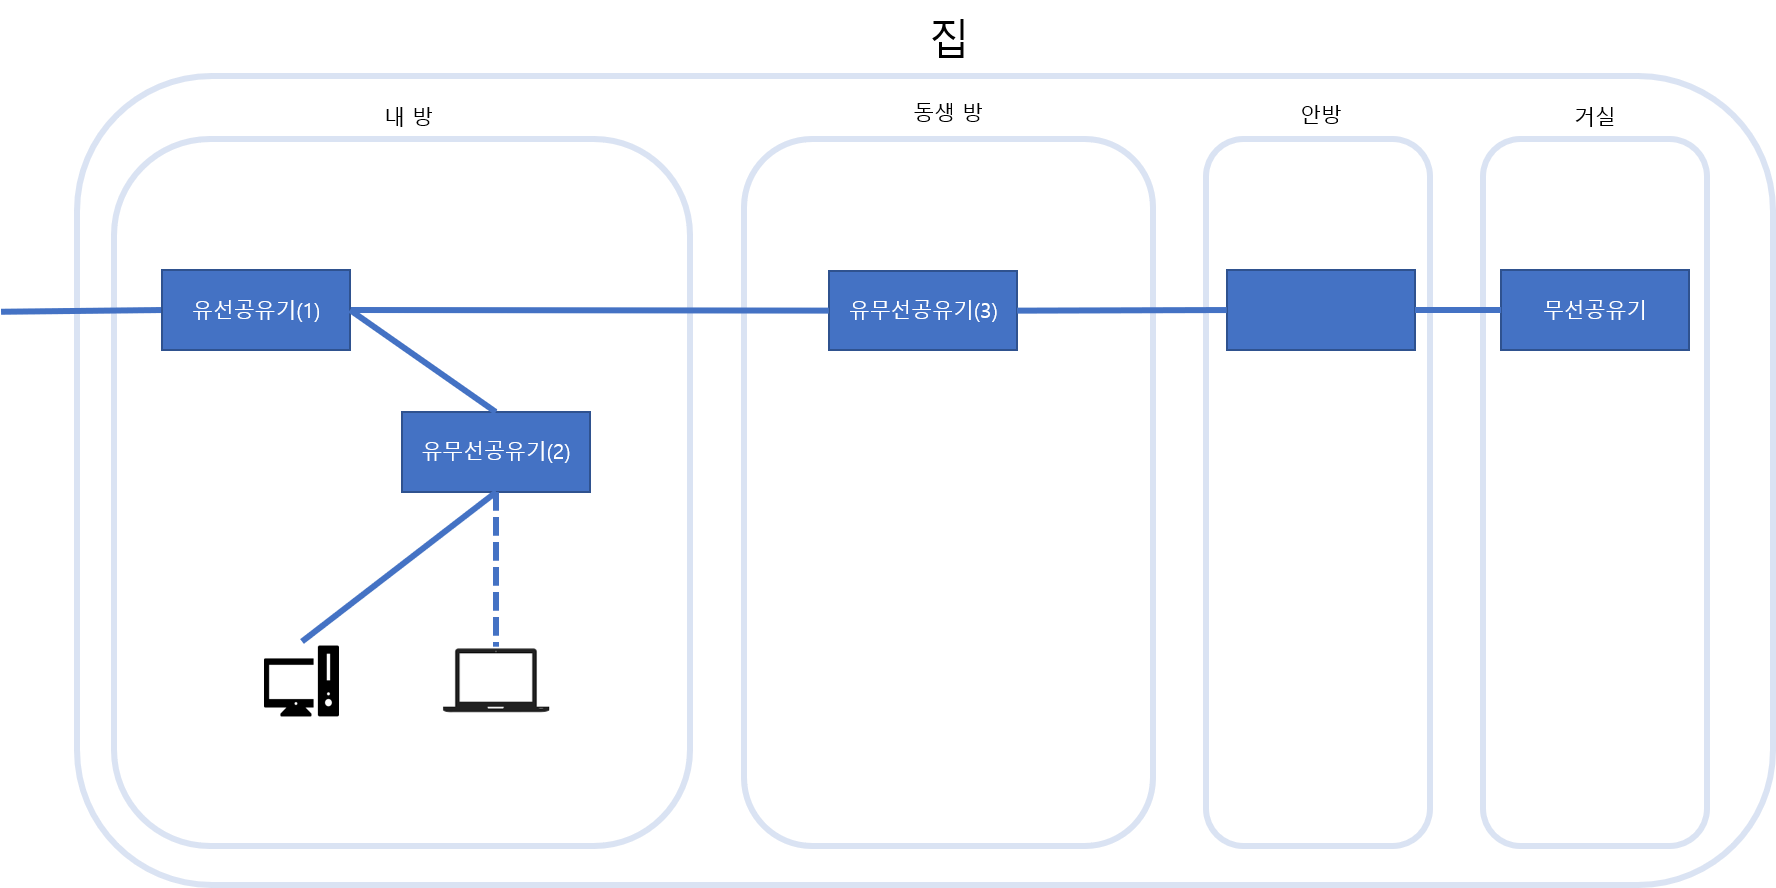 집
내 방
동생 방
안방
거실
유선공유기(1)
유무선공유기(3)
무선공유기
유무선공유기(2)